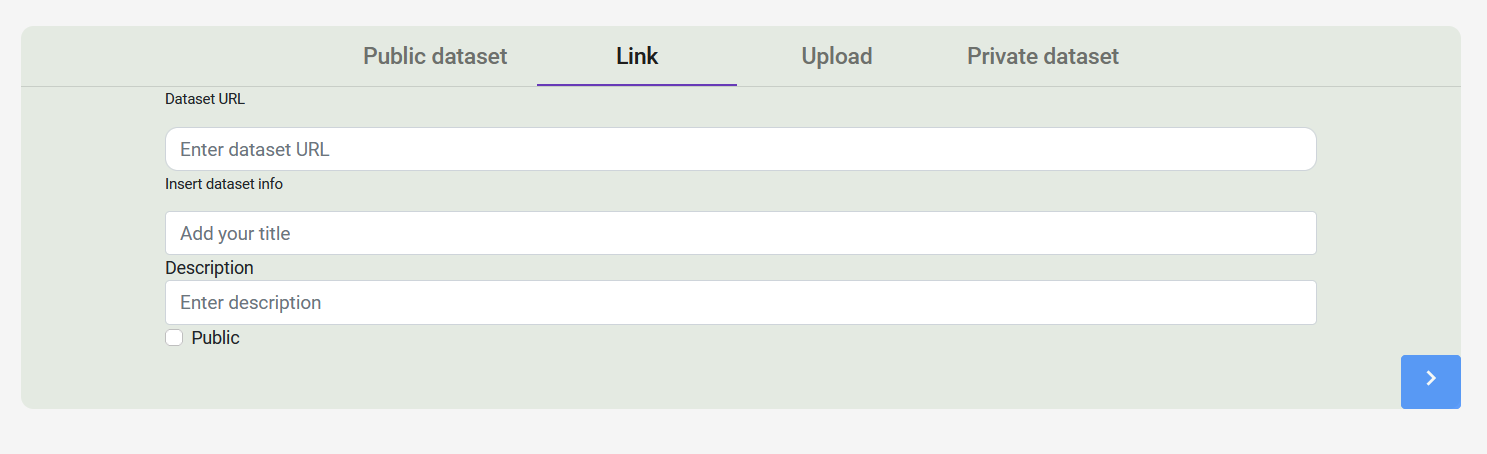 Public dataset Link Upload Private dataset
Dataset URL
Enter dataset URL
Insert dataset info
Add your title
Description
Enter description
Public